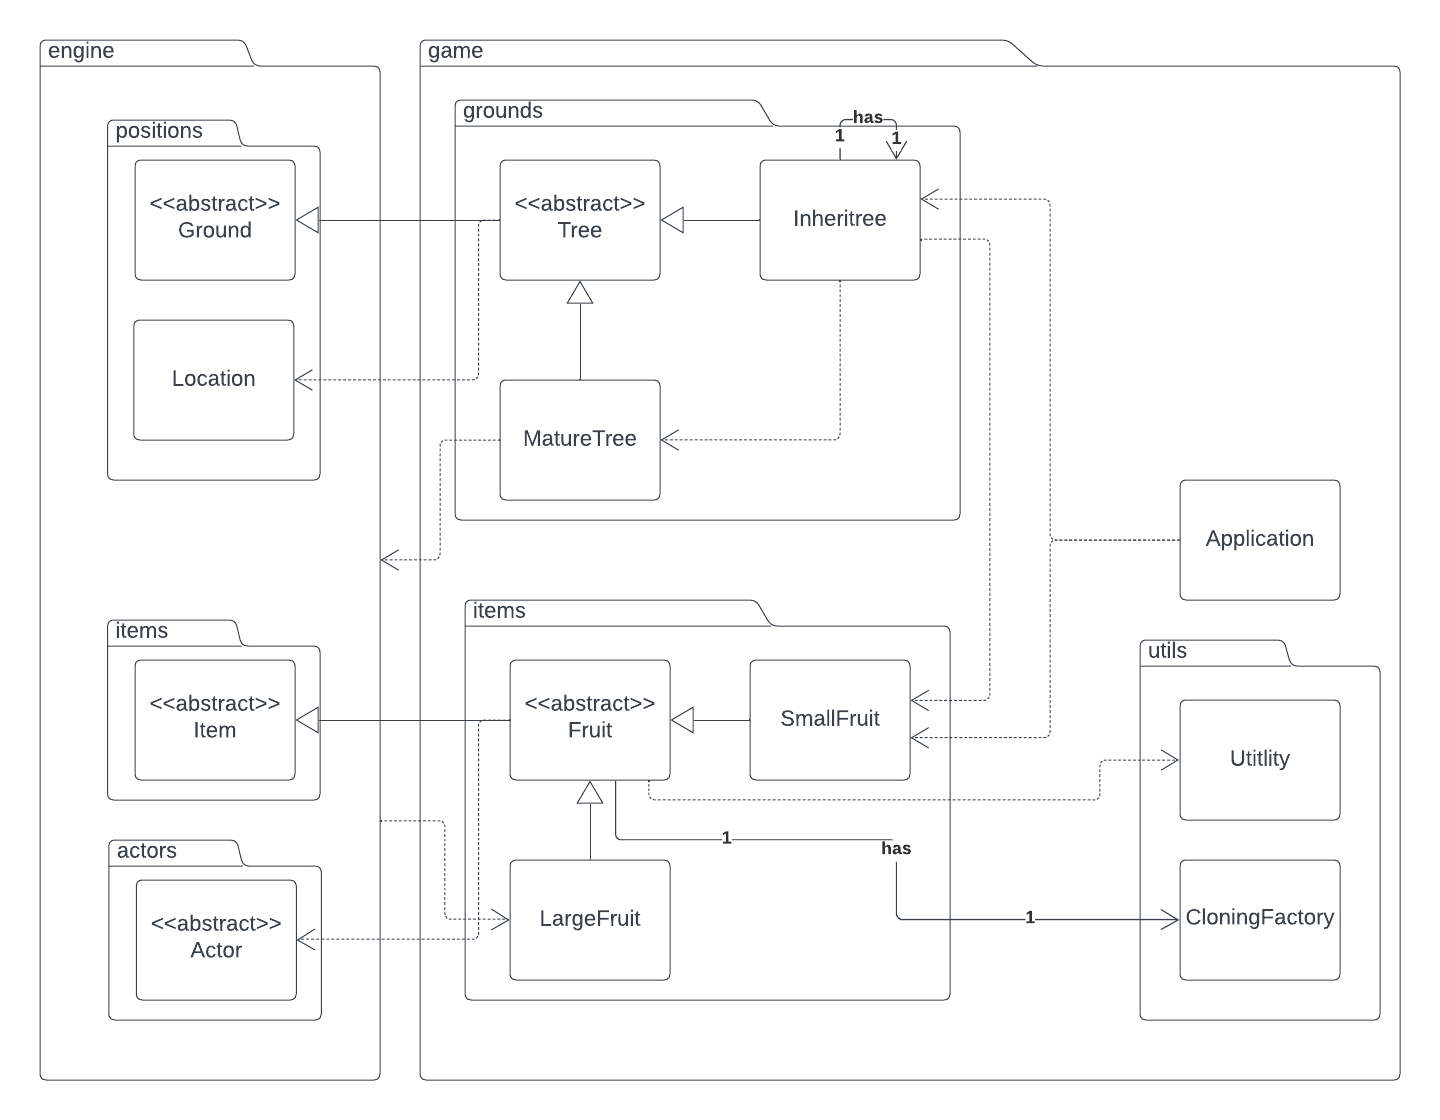 engine
game
positions
grounds
has
1
1
<<abstract>>
Ground
<<abstract>>
Tree
Inheritree
Location
MatureTree
Application
items
items
utils
<<abstract>>
Item
<<abstract>>
Fruit
SmallFruit
Utitlity
1
has
actors
<<abstract>>
Actor
LargeFruit
1
CloningFactory